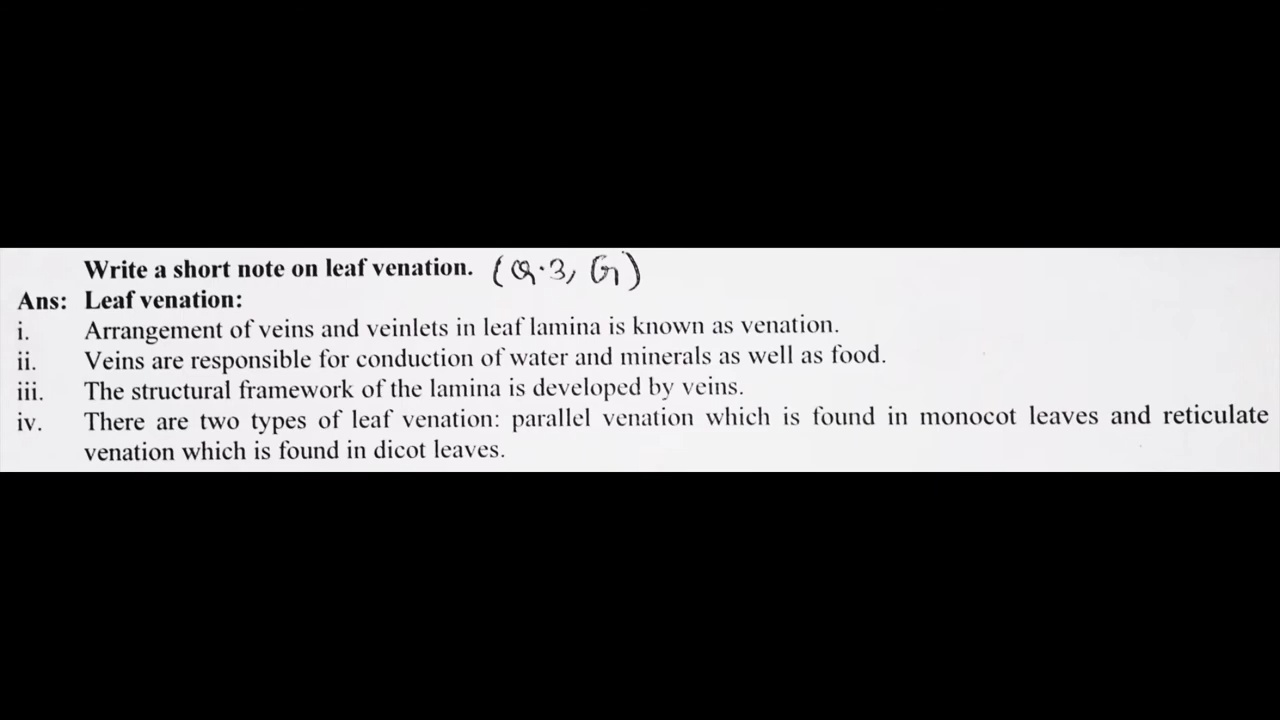 Write a short note on leaf venation. (Q.3, G)
Ans: Leaf venation:
i. Arrangement of veins and veinlets in leaf lamina is known as venation.
ii. Veins are responsible for conduction of water and minerals as well as food.
iii. The structural framework of the lamina is developed by veins.
iv. There are two types of leaf venation: parallel venation which is found in monocot leaves and reticulate
venation which is found in dicot leaves.